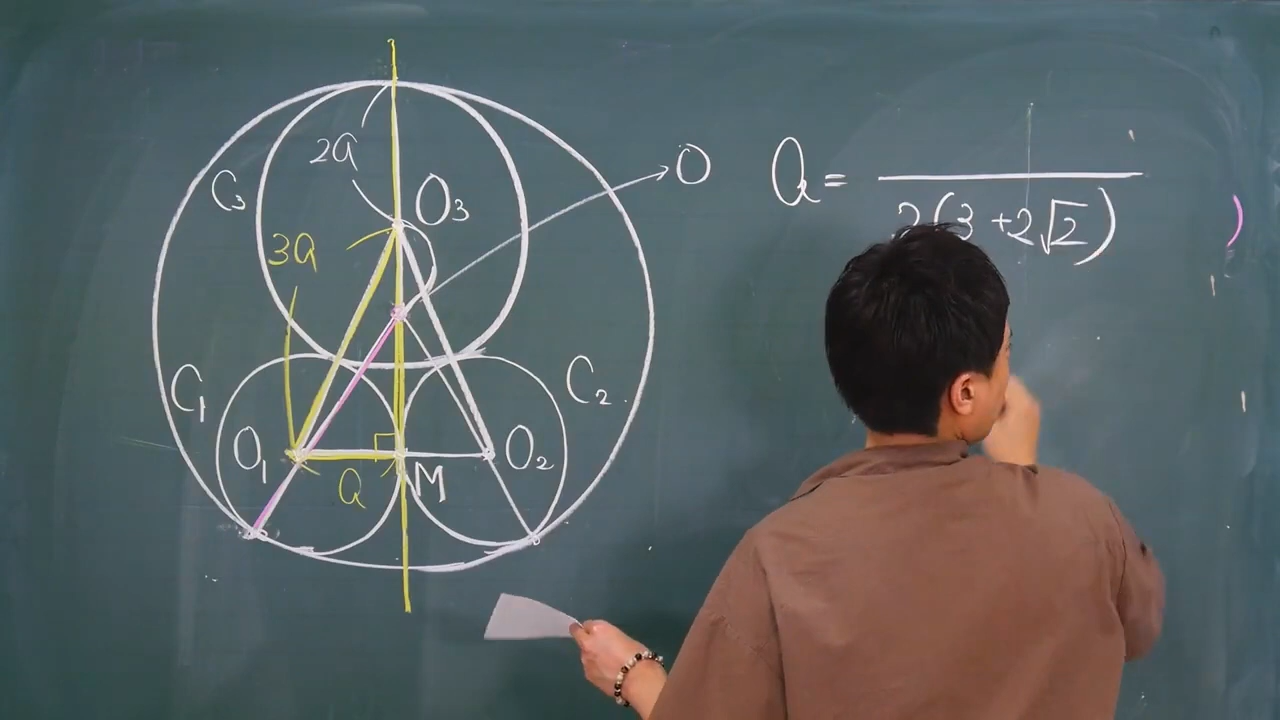 2a
C₃
O₃
O
3a
C₁
C₂
O₁
O₂
a
M
a =
2(3+2√2)
)